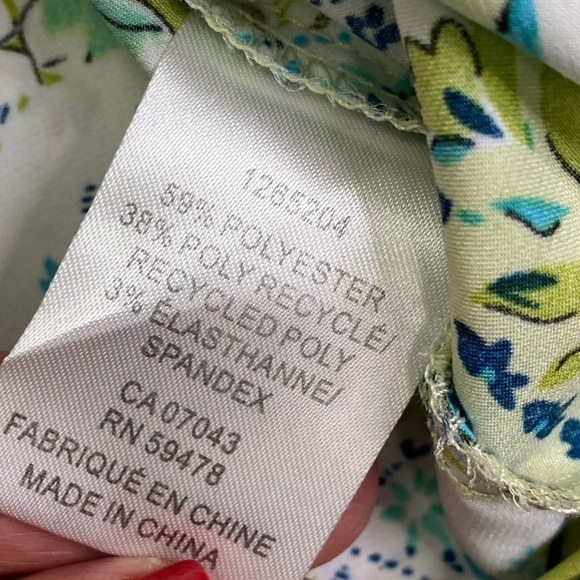 1265204
59% POLYESTER
38% POLY RECYCLÉ/
RECYCLED POLY
3% ÉLASTHANNE/
SPANDEX
CA 07043
RN 59478
FABRIQUÉ EN CHINE
MADE IN CHINA